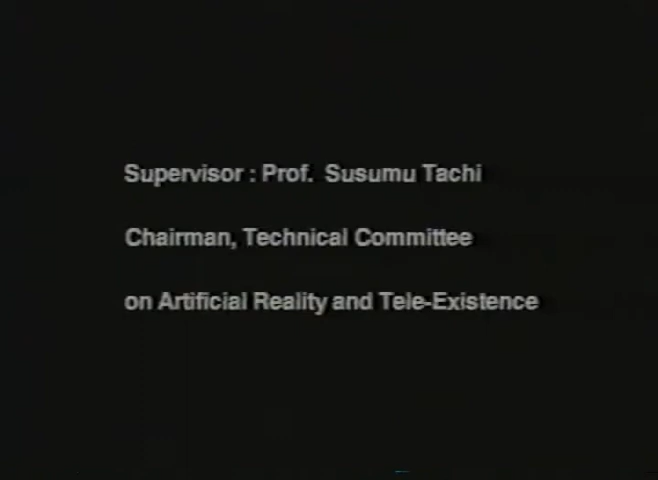 Supervisor : Prof. Susumu Tachi
Chairman, Technical Committee
on Artificial Reality and Tele-Existence